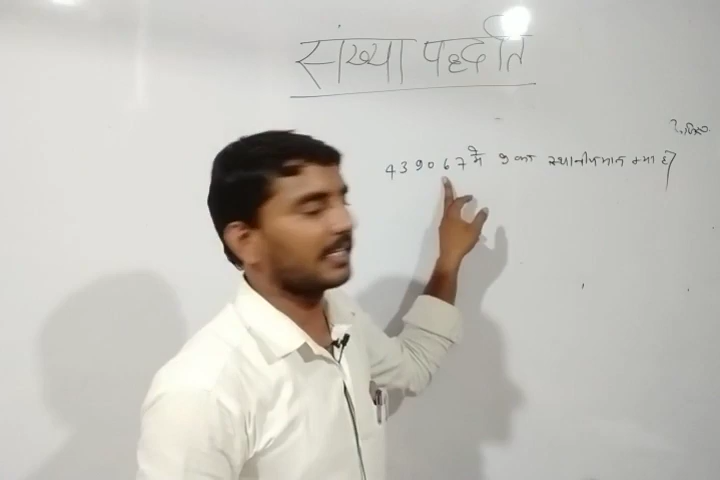 संख्या पद्धति
439067 में 9 का स्थानीयमान क्या है?